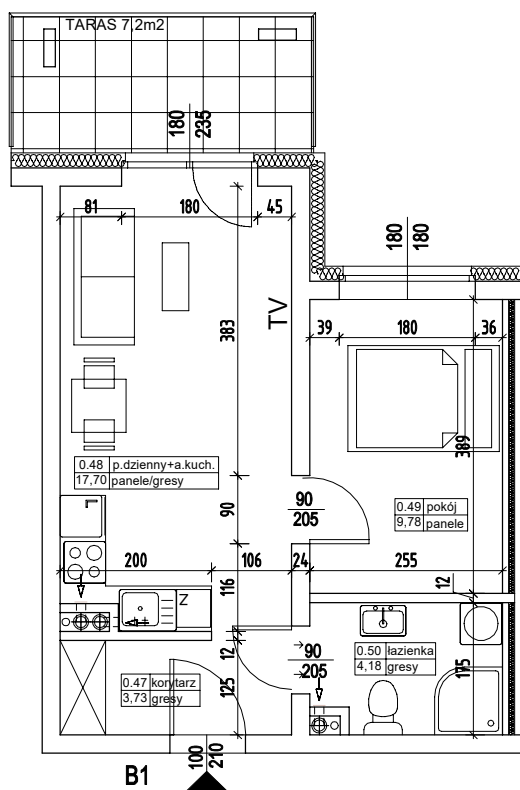 TARAS 7,2m2
180
235
81
180
45
180
180
TV
383
39
180
36
389
0.48 p.dzienny+a.kuch.
17,70 panele/gresy
90
90
205
0.49 pokój
9,78 panele
200
106
24
255
116
12
Z
12
90
205
0.50 łazienka
4,18 gresy
175
0.47 korytarz
3,73 gresy
125
B1
100
210